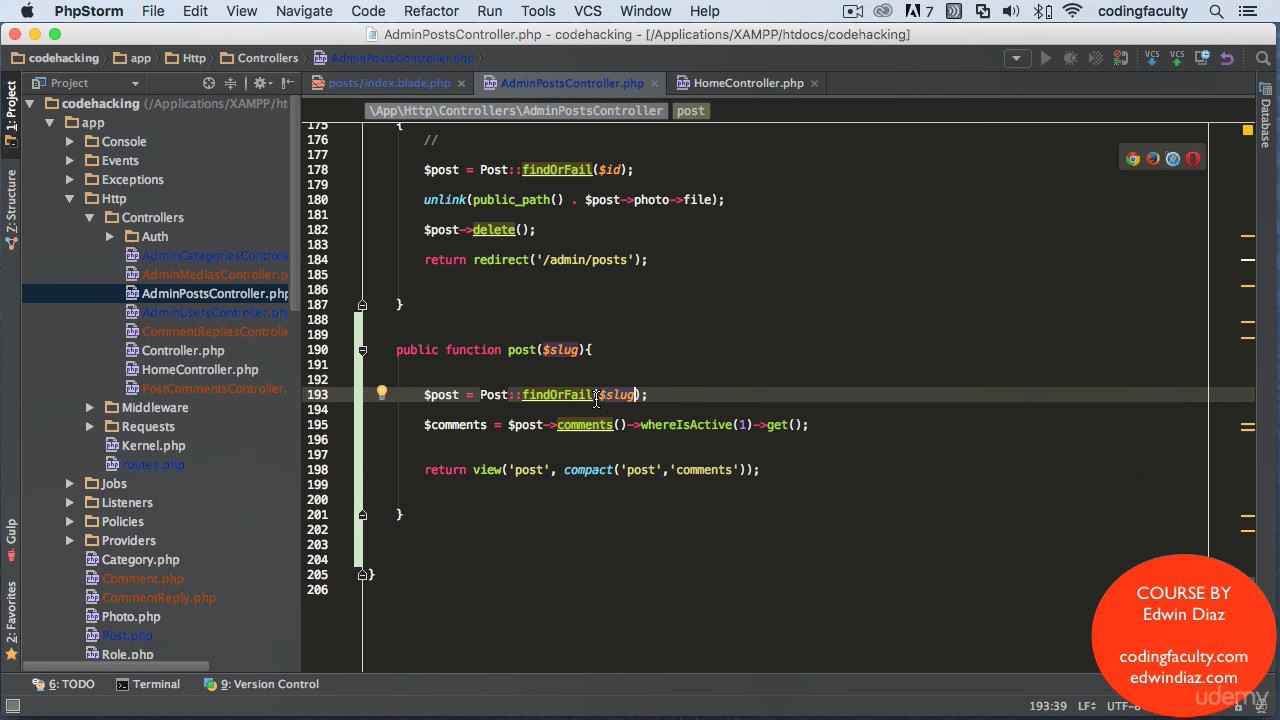 PhpStorm File Edit View Navigate Code Refactor Run Tools VCS Window Help 7 codingfaculty
AdminPostsController.php - codehacking - [/Applications/XAMPP/htdocs/codehacking]
codehacking app Http Controllers AdminPostsController.php
Project posts/index.blade.php AdminPostsController.php HomeController.php
\App\Http\Controllers\AdminPostsController post
1: Project
Z: Structure
Gulp
2: Favorites
Database
codehacking (/Applications/XAMPP/ht
app
Console
Events
Exceptions
Http
Controllers
Auth
AdminCategoriesControlle
AdminMediasController.p
AdminPostsController.php
AdminUsersController.ph
CommentRepliesControlle
Controller.php
HomeController.php
PostCommentsController.
Middleware
Requests
Kernel.php
routes.php
Jobs
Listeners
Policies
Providers
Category.php
Comment.php
CommentReply.php
Photo.php
Post.php
Role.php
175 {
176 //
177
178 $post = Post::findOrFail($id);
179
180 unlink(public_path() . $post->photo->file);
181
182 $post->delete();
183
184 return redirect('/admin/posts');
185
186
187 }
188
189
190 public function post($slug){
191
192
193 $post = Post::findOrFail($slug);
194
195 $comments = $post->comments()->whereIsActive(1)->get();
196
197
198 return view('post', compact('post','comments'));
199
200
201 }
202
203
204
205 }
206
COURSE BY
Edwin Diaz
codingfaculty.com
edwindiaz.com
udemy
6: TODO Terminal 9: Version Control
193:39 LF÷ UTF-8